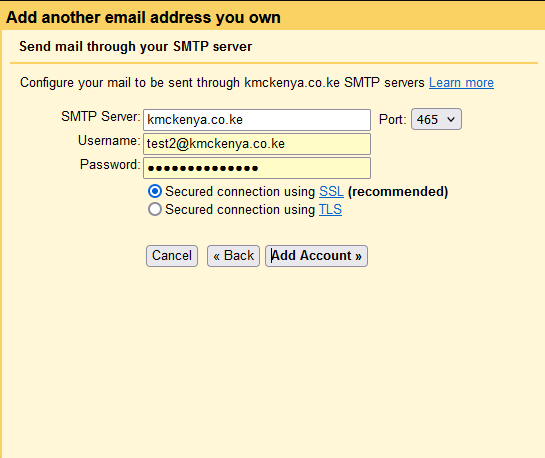 Add another email address you own
Send mail through your SMTP server
Configure your mail to be sent through kmckenya.co.ke SMTP servers Learn more
SMTP Server: kmckenya.co.ke Port: 465
Username: test2@kmckenya.co.ke
Password: ••••••••••••••
Secured connection using SSL (recommended)
Secured connection using TLS
Cancel « Back Add Account »